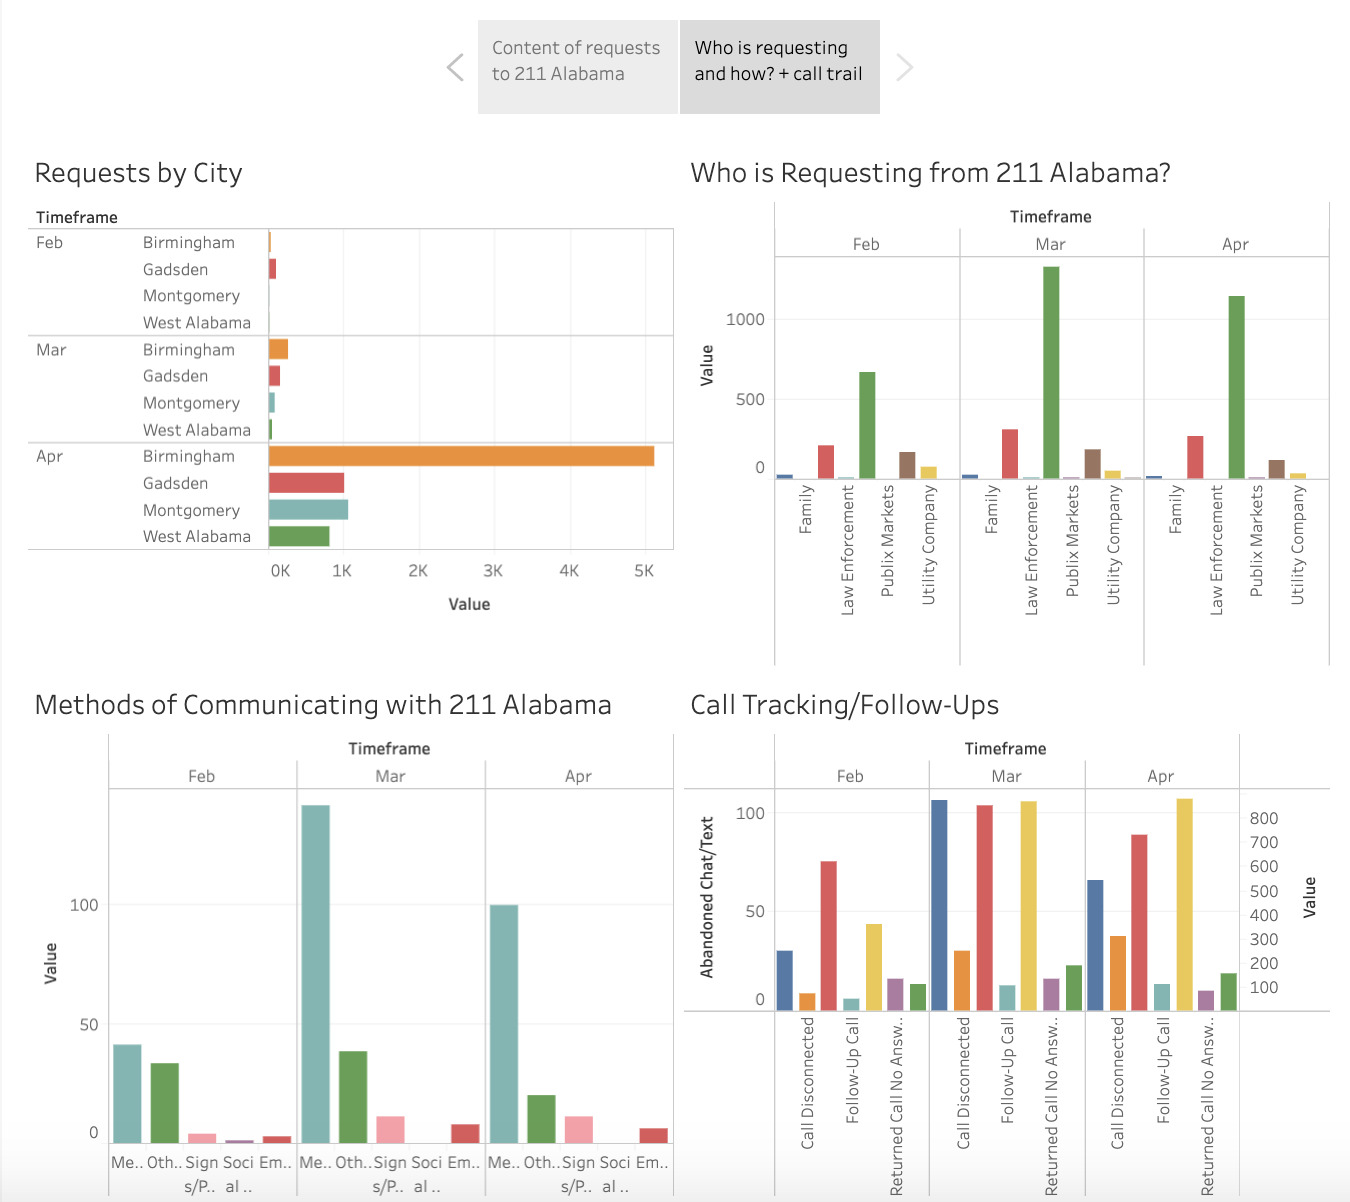 Content of requests
to 211 Alabama
Who is requesting
and how? + call trail
Requests by City
Timeframe
Feb
Birmingham
Gadsden
Montgomery
West Alabama
Mar
Birmingham
Gadsden
Montgomery
West Alabama
Apr
Birmingham
Gadsden
Montgomery
West Alabama
0K 1K 2K 3K 4K 5K
Value
Who is Requesting from 211 Alabama?
Timeframe
Feb Mar Apr
Value
1000
500
0
Family
Law Enforcement
Publix Markets
Utility Company
Family
Law Enforcement
Publix Markets
Utility Company
Family
Law Enforcement
Publix Markets
Utility Company
Methods of Communicating with 211 Alabama
Timeframe
Feb Mar Apr
Value
100
50
0
Me.. Oth.. Sign Soci Em.. Me.. Oth.. Sign Soci Em.. Me.. Oth.. Sign Soci Em..
s/P.. al .. s/P.. al .. s/P.. al ..
Call Tracking/Follow-Ups
Timeframe
Feb Mar Apr
Abandoned Chat/Text
100
50
0
800
700
600
500
400
300
200
100
Value
Call Disconnected
Follow-Up Call
Returned Call No Answ..
Call Disconnected
Follow-Up Call
Returned Call No Answ..
Call Disconnected
Follow-Up Call
Returned Call No Answ..